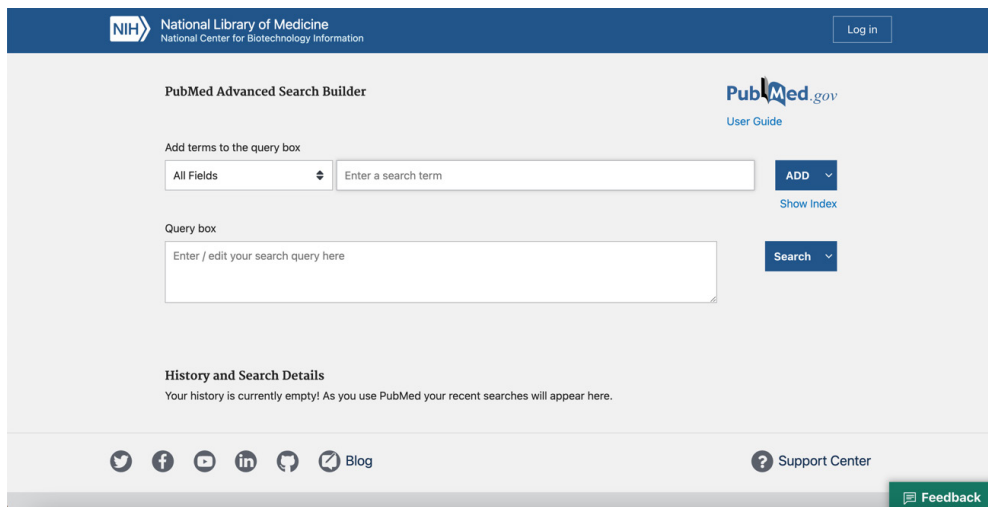 NIH National Library of Medicine
National Center for Biotechnology Information
Log in
PubMed Advanced Search Builder
PubMed.gov
User Guide
Add terms to the query box
All Fields
Enter a search term
ADD
Show Index
Query box
Enter / edit your search query here
Search
History and Search Details
Your history is currently empty! As you use PubMed your recent searches will appear here.
Blog
Support Center
Feedback